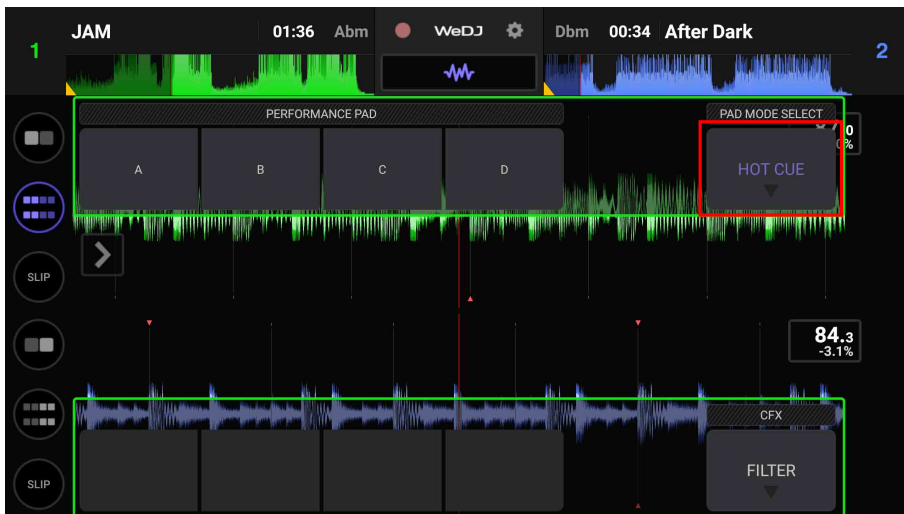 1
JAM
01:36
Abm
WeDJ
Dbm
00:34
After Dark
2
PERFORMANCE PAD
PAD MODE SELECT
A
B
C
D
HOT CUE
SLIP
84.3
-3.1%
CFX
FILTER
SLIP